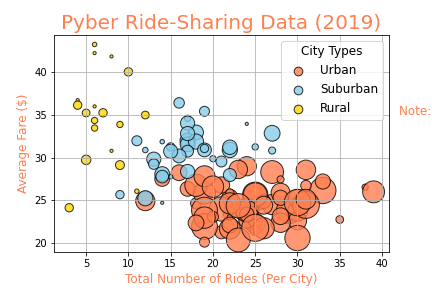 Pyber Ride-Sharing Data (2019)
City Types
Urban
Suburban
Rural
Note:
Average Fare ($)
40
35
30
25
20
5 10 15 20 25 30 35 40
Total Number of Rides (Per City)